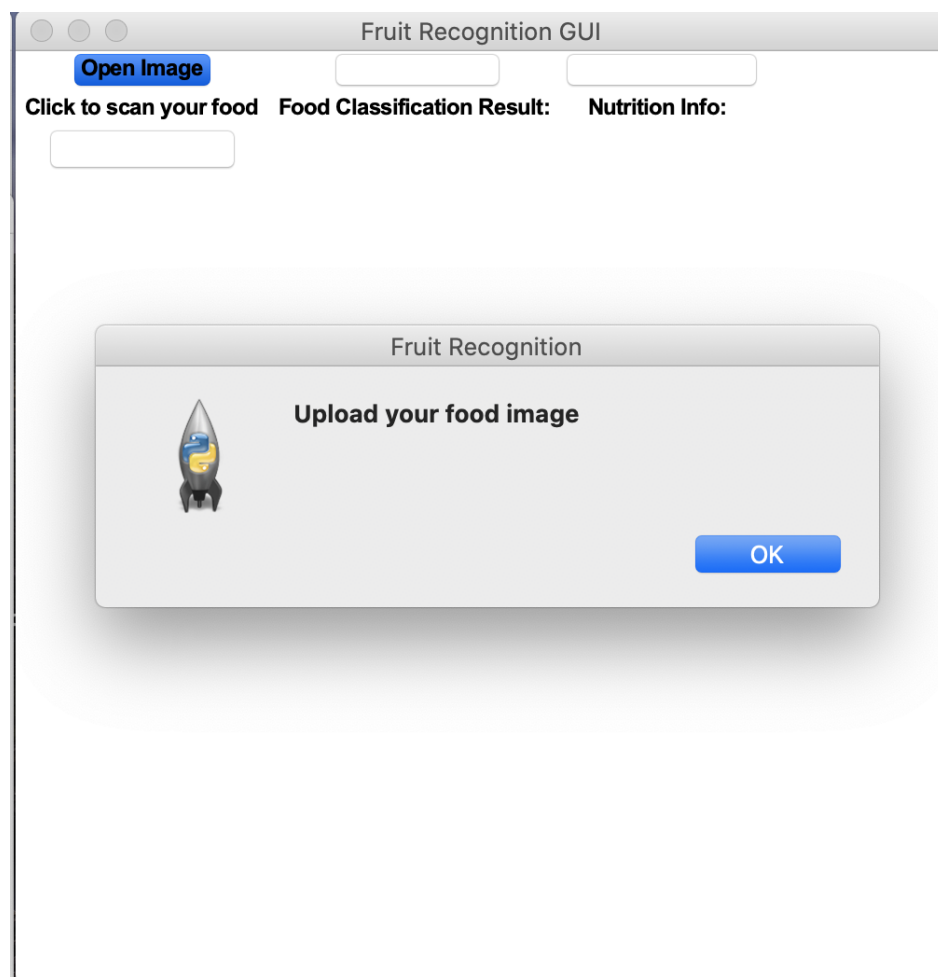 Fruit Recognition GUI
Open Image
Click to scan your food Food Classification Result: Nutrition Info:
Fruit Recognition
Upload your food image
OK